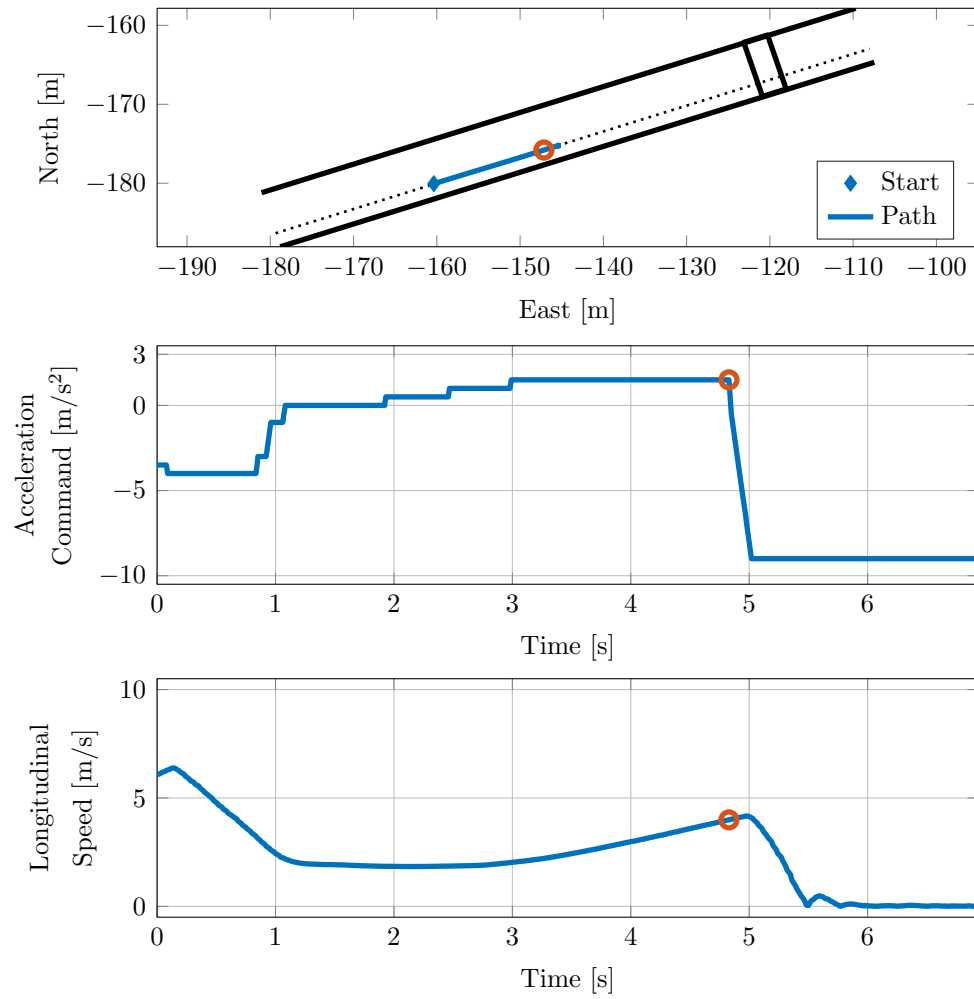 −160
−170
−180
North [m]
Start
Path
−190 −180 −170 −160 −150 −140 −130 −120 −110 −100
East [m]
3
0
−5
−10
Acceleration
Command [m/s²]
0 1 2 3 4 5 6
Time [s]
10
5
0
Longitudinal
Speed [m/s]
0 1 2 3 4 5 6
Time [s]